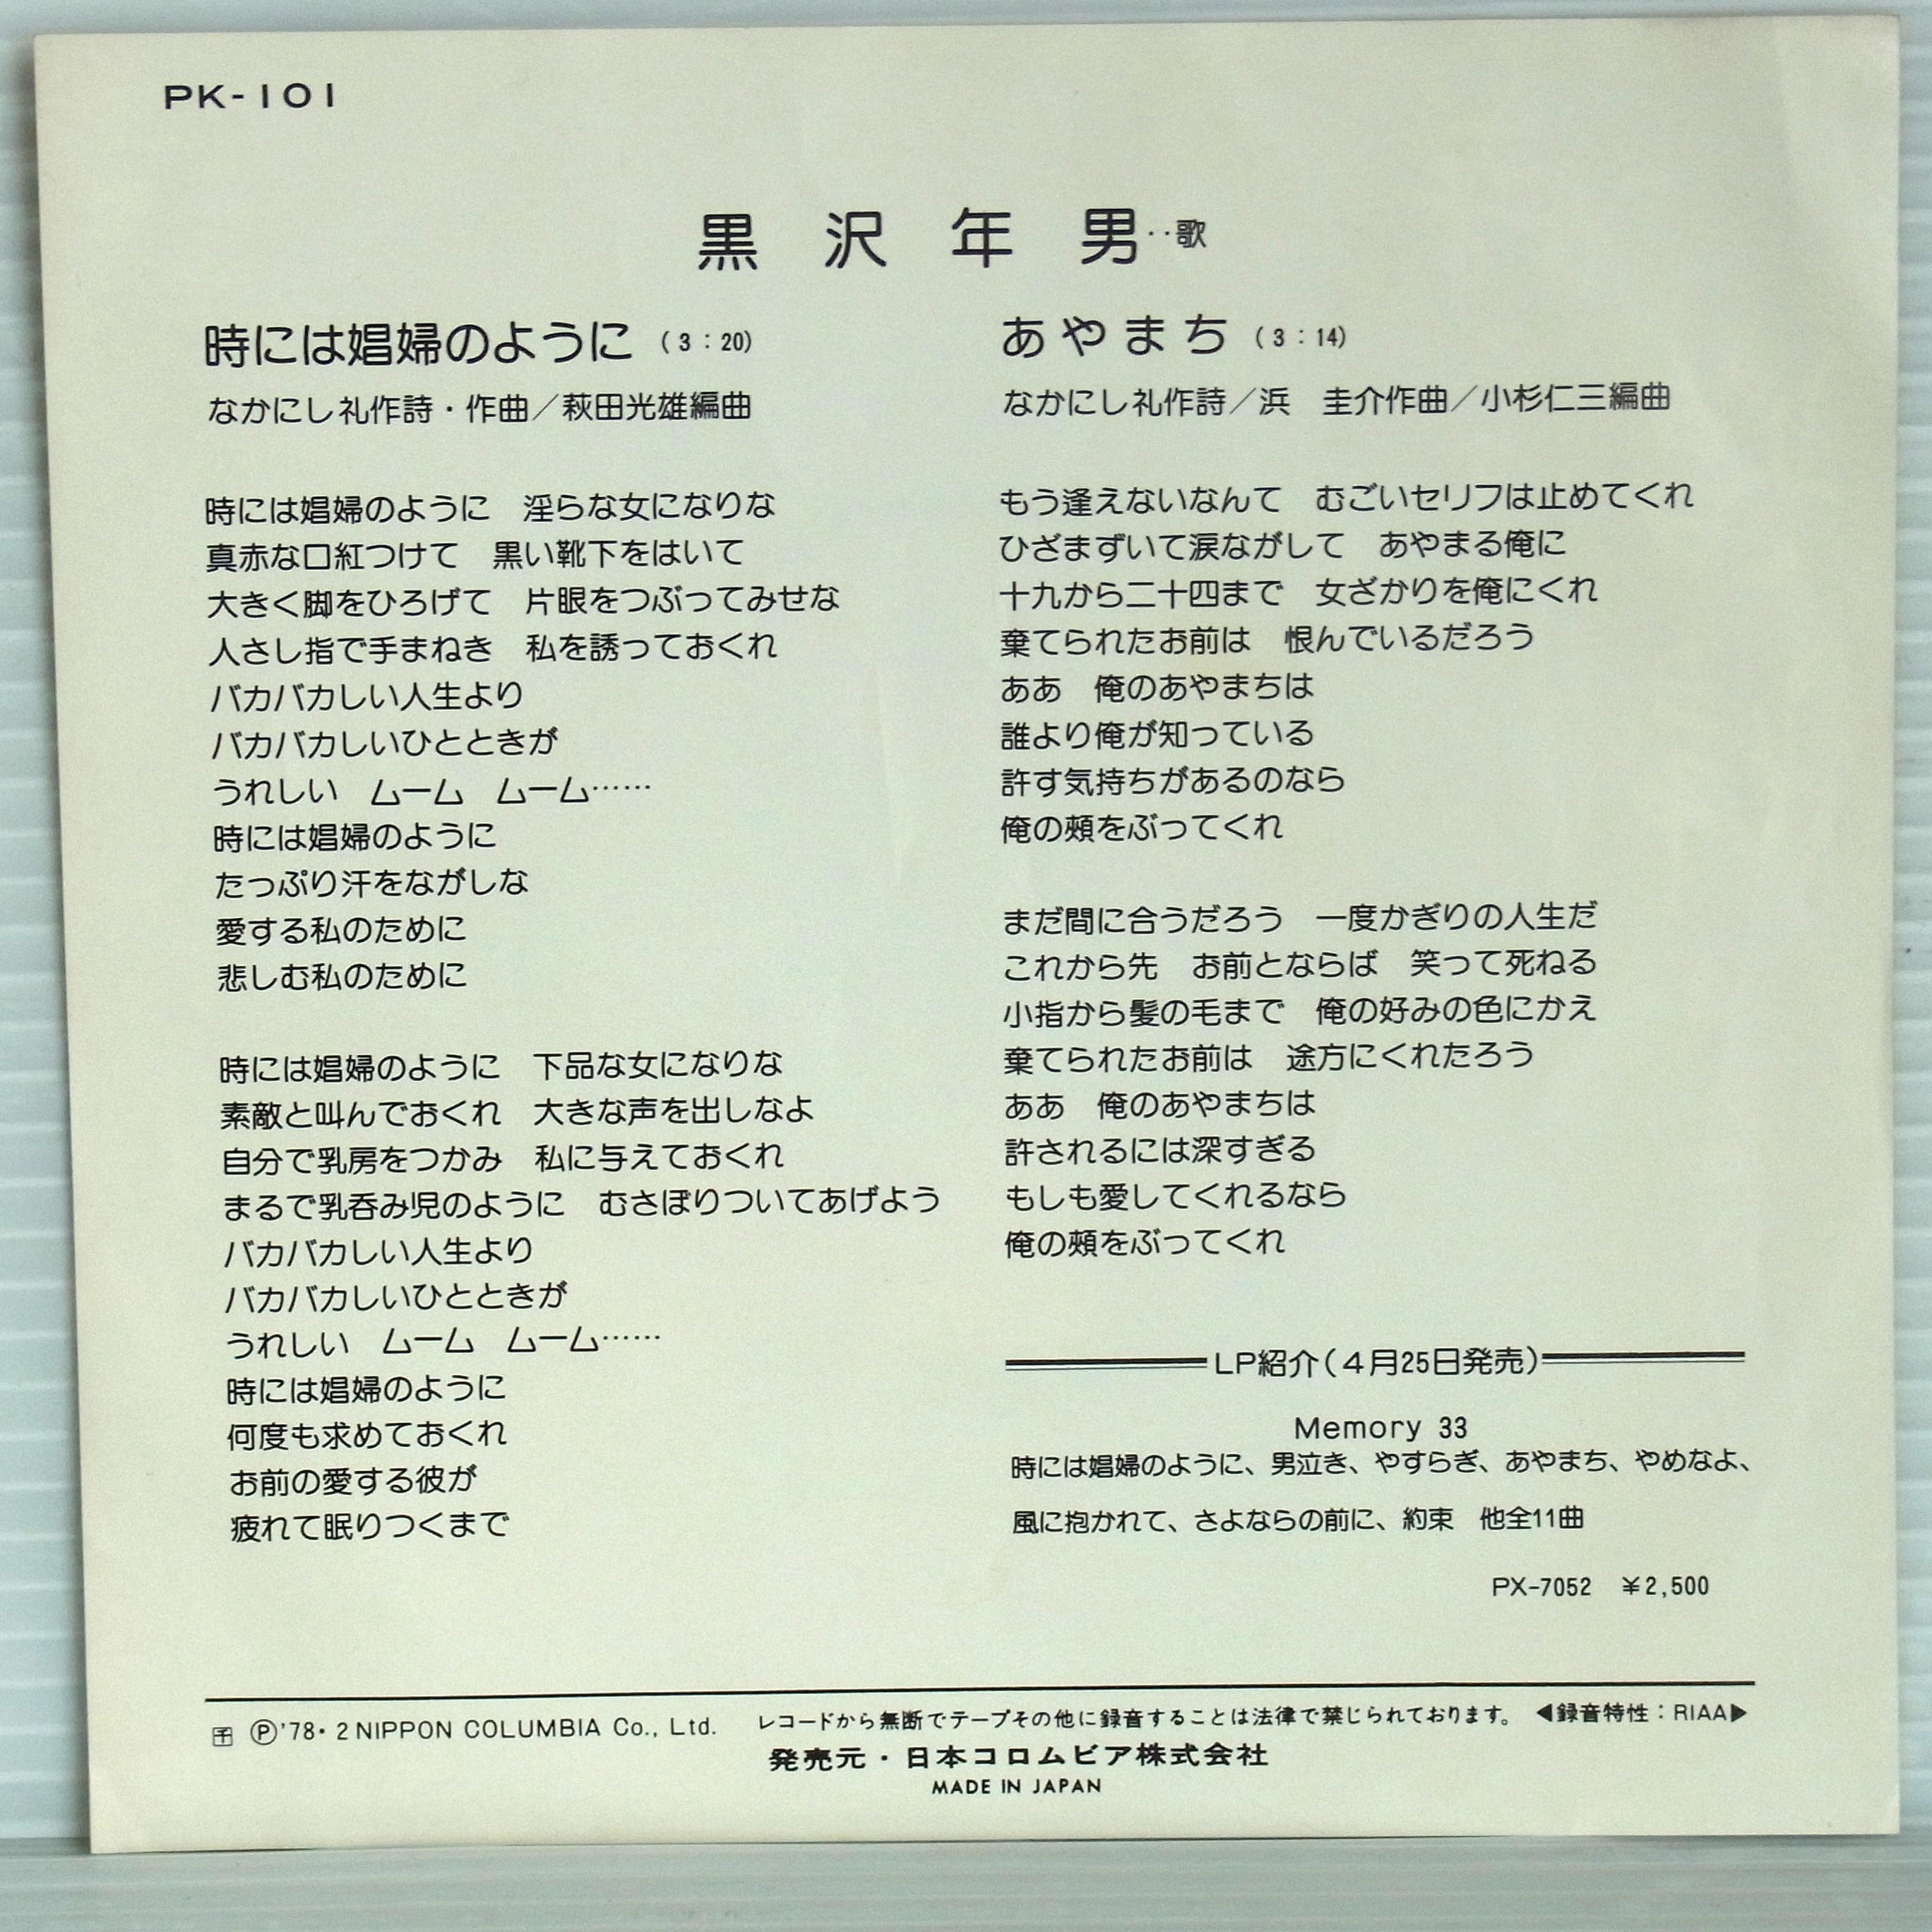 PK-101
黒沢年男‥歌
時には娼婦のように (3:20)
なかにし礼作詩・作曲／萩田光雄編曲
時には娼婦のように　淫らな女になりな
真赤な口紅つけて　黒い靴下をはいて
大きく脚をひろげて　片眼をつぶってみせな
人さし指で手まねき　私を誘っておくれ
バカバカしい人生より
バカバカしいひとときが
うれしい　ムーム　ムーム……
時には娼婦のように
たっぷり汗をながしな
愛する私のために
悲しむ私のために
時には娼婦のように　下品な女になりな
素敵と叫んでおくれ　大きな声を出しなよ
自分で乳房をつかみ　私に与えておくれ
まるで乳呑み児のように　むさぼりついてあげよう
バカバカしい人生より
バカバカしいひとときが
うれしい　ムーム　ムーム……
時には娼婦のように
何度も求めておくれ
お前の愛する彼が
疲れて眠りつくまで
あやまち (3:14)
なかにし礼作詩／浜　圭介作曲／小杉仁三編曲
もう逢えないなんて　むごいセリフは止めてくれ
ひざまずいて涙ながして　あやまる俺に
十九から二十四まで　女ざかりを俺にくれ
棄てられたお前は　恨んでいるだろう
ああ　俺のあやまちは
誰より俺が知っている
許す気持ちがあるのなら
俺の頬をぶってくれ
まだ間に合うだろう　一度かぎりの人生だ
これから先　お前とならば　笑って死ねる
小指から髪の毛まで　俺の好みの色にかえ
棄てられたお前は　途方にくれたろう
ああ　俺のあやまちは
許されるには深すぎる
もしも愛してくれるなら
俺の頬をぶってくれ
LP紹介(4月25日発売)
Memory 33
時には娼婦のように、男泣き、やすらぎ、あやまち、やめなよ、
風に抱かれて、さよならの前に、約束　他全11曲
PX-7052　¥2,500
Ⓟ'78・2 NIPPON COLUMBIA Co., Ltd.　レコードから無断でテープその他に録音することは法律で禁じられております。　◀録音特性：RIAA▶
発売元・日本コロムビア株式会社
MADE IN JAPAN